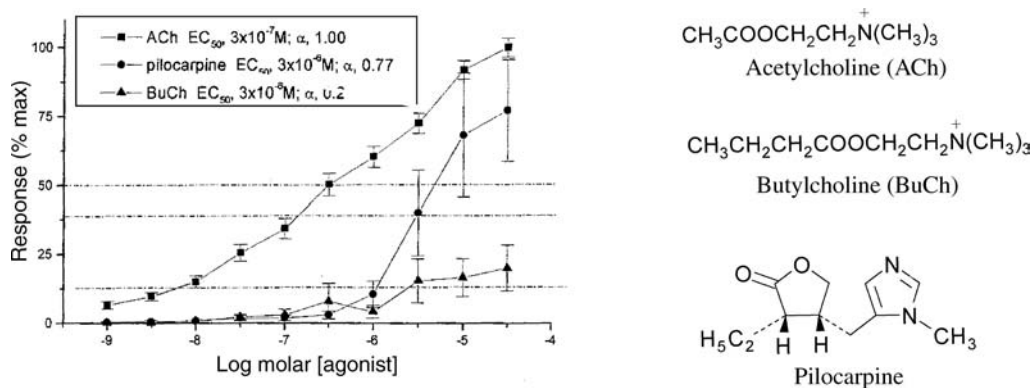 ACh EC₅₀, 3x10⁻⁷M; α, 1.00
pilocarpine EC₅₀, 3x10⁻⁶M; α, 0.77
BuCh EC₅₀, 3x10⁻⁶M; α, 0.2
Response (% max)
100
75
50
25
0
-9
-8
-7
-6
-5
-4
Log molar [agonist]
CH₃COOCH₂CH₂N⁺(CH₃)₃
Acetylcholine (ACh)
CH₃CH₂CH₂COOCH₂CH₂N⁺(CH₃)₃
Butylcholine (BuCh)
O
O
N
N
CH₃
H₅C₂
H
H
Pilocarpine